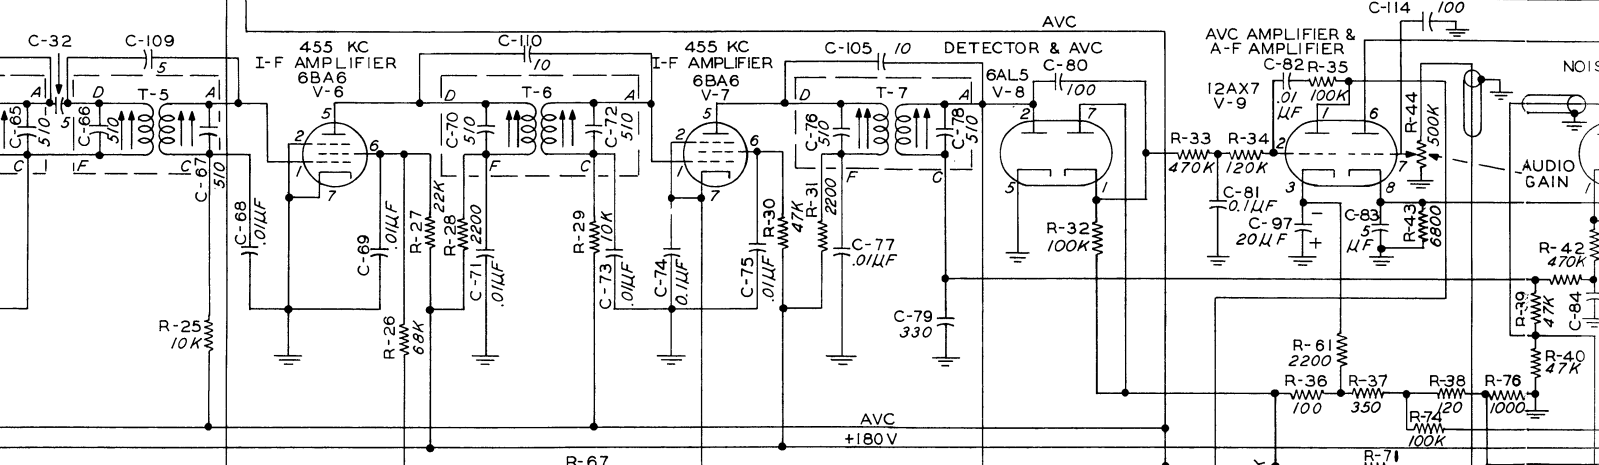 C-114
100
AVC
C-32
C-109
5
5
455 KC
I-F AMPLIFIER
6BA6
V-6
C-110
10
455 KC
I-F AMPLIFIER
6BA6
V-7
C-105
10
DETECTOR & AVC
6AL5
V-8
C-80
100
AVC AMPLIFIER &
A-F AMPLIFIER
12AX7
V-9
C-82
.01
µF
R-35
100K
R-44
500K
AUDIO
GAIN
A
D
T-5
A
C-65
510
C-66
510
C
F
C
C-67
510
5
2
6
1
7
D
T-6
A
C-70
510
C-72
510
F
C
5
2
6
1
7
D
T-7
A
C-76
510
C-78
510
F
C
2
7
5
1
R-33
470K
R-34
120K
1
6
2
7
3
8
1
C-68
.01µF
C-69
.01µF
R-27
22K
R-28
2200
C-71
.01µF
R-29
10K
C-73
.01µF
C-74
0.1µF
C-75
.01µF
R-30
47K
R-31
2200
C-77
.01µF
R-32
100K
C-81
0.1µF
C-97
20µF
–
+
C-83
5
µF
R-43
6800
R-42
470K
R-25
10K
R-26
68K
C-79
330
R-39
47K
C-84
R-61
2200
R-40
47K
R-36
100
R-37
350
R-38
120
R-76
1000
R-74
100K
AVC
+180V
R-67
R-71